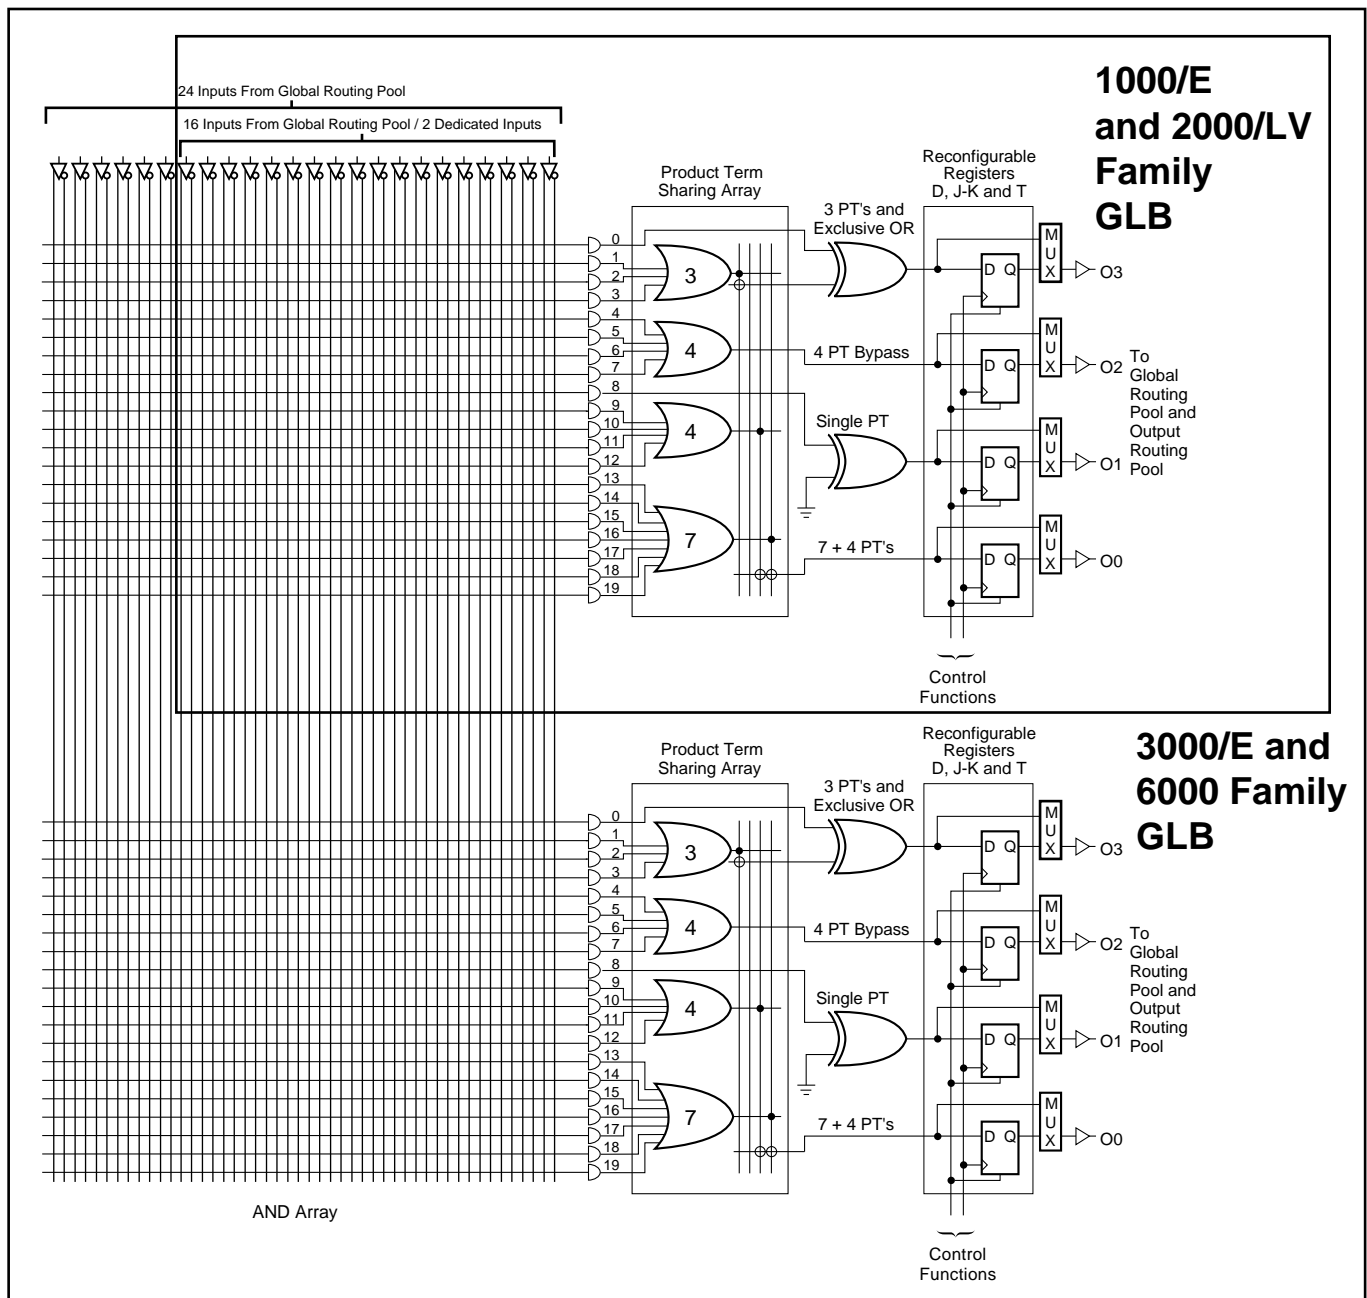 1000/E
and 2000/LV
Family
GLB
24 Inputs From Global Routing Pool
16 Inputs From Global Routing Pool / 2 Dedicated Inputs
Product Term
Sharing Array
3 PT's and
Exclusive OR
Reconfigurable
Registers
D, J-K and T
0
1
2
3
4
5
6
7
8
9
10
11
12
13
14
15
16
17
18
19
3
4
4
7
4 PT Bypass
Single PT
7 + 4 PT's
D Q
D Q
D Q
D Q
MUX
MUX
MUX
MUX
O3
O2
O1
O0
To
Global
Routing
Pool and
Output
Routing
Pool
Control
Functions
3000/E and
6000 Family
GLB
Product Term
Sharing Array
3 PT's and
Exclusive OR
Reconfigurable
Registers
D, J-K and T
0
1
2
3
4
5
6
7
8
9
10
11
12
13
14
15
16
17
18
19
3
4
4
7
4 PT Bypass
Single PT
7 + 4 PT's
D Q
D Q
D Q
D Q
MUX
MUX
MUX
MUX
O3
O2
O1
O0
To
Global
Routing
Pool and
Output
Routing
Pool
AND Array
Control
Functions